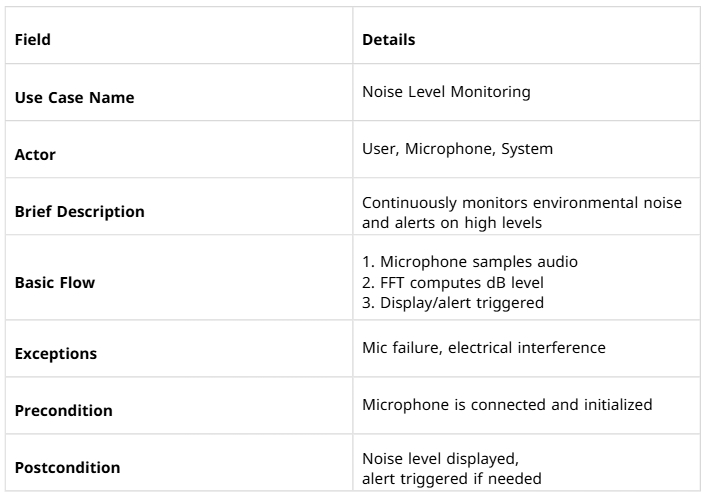 Field
Details
Use Case Name
Noise Level Monitoring
Actor
User, Microphone, System
Brief Description
Continuously monitors environmental noise
and alerts on high levels
Basic Flow
1. Microphone samples audio
2. FFT computes dB level
3. Display/alert triggered
Exceptions
Mic failure, electrical interference
Precondition
Microphone is connected and initialized
Postcondition
Noise level displayed,
alert triggered if needed